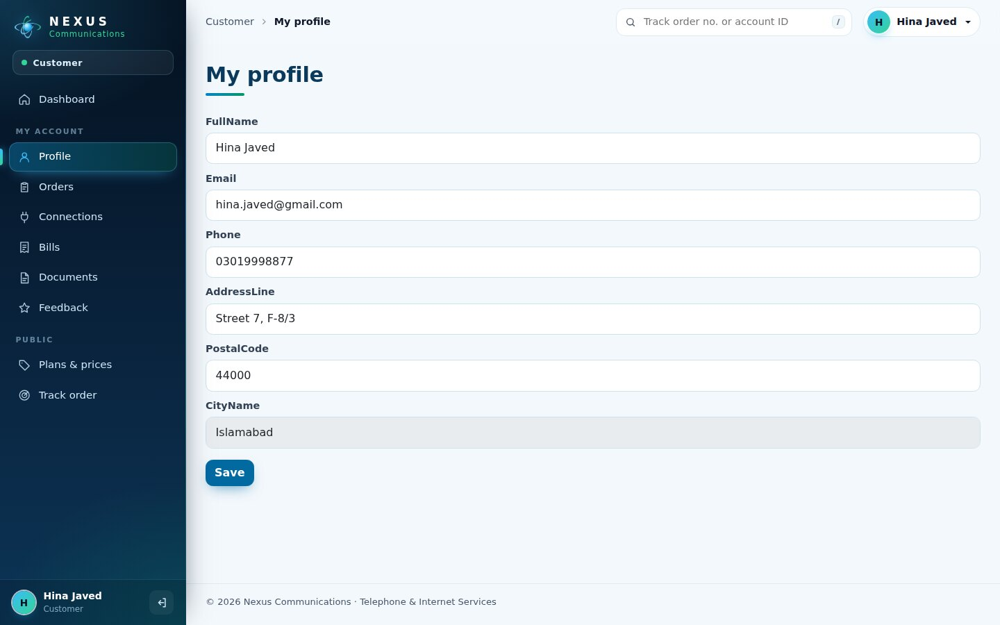 NEXUS
Communications
Customer
Dashboard
MY ACCOUNT
Profile
Orders
Connections
Bills
Documents
Feedback
PUBLIC
Plans & prices
Track order
H
Hina Javed
Customer
Customer > My profile
Track order no. or account ID /
H Hina Javed
My profile
FullName
Hina Javed
Email
hina.javed@gmail.com
Phone
03019998877
AddressLine
Street 7, F-8/3
PostalCode
44000
CityName
Islamabad
Save
© 2026 Nexus Communications · Telephone & Internet Services